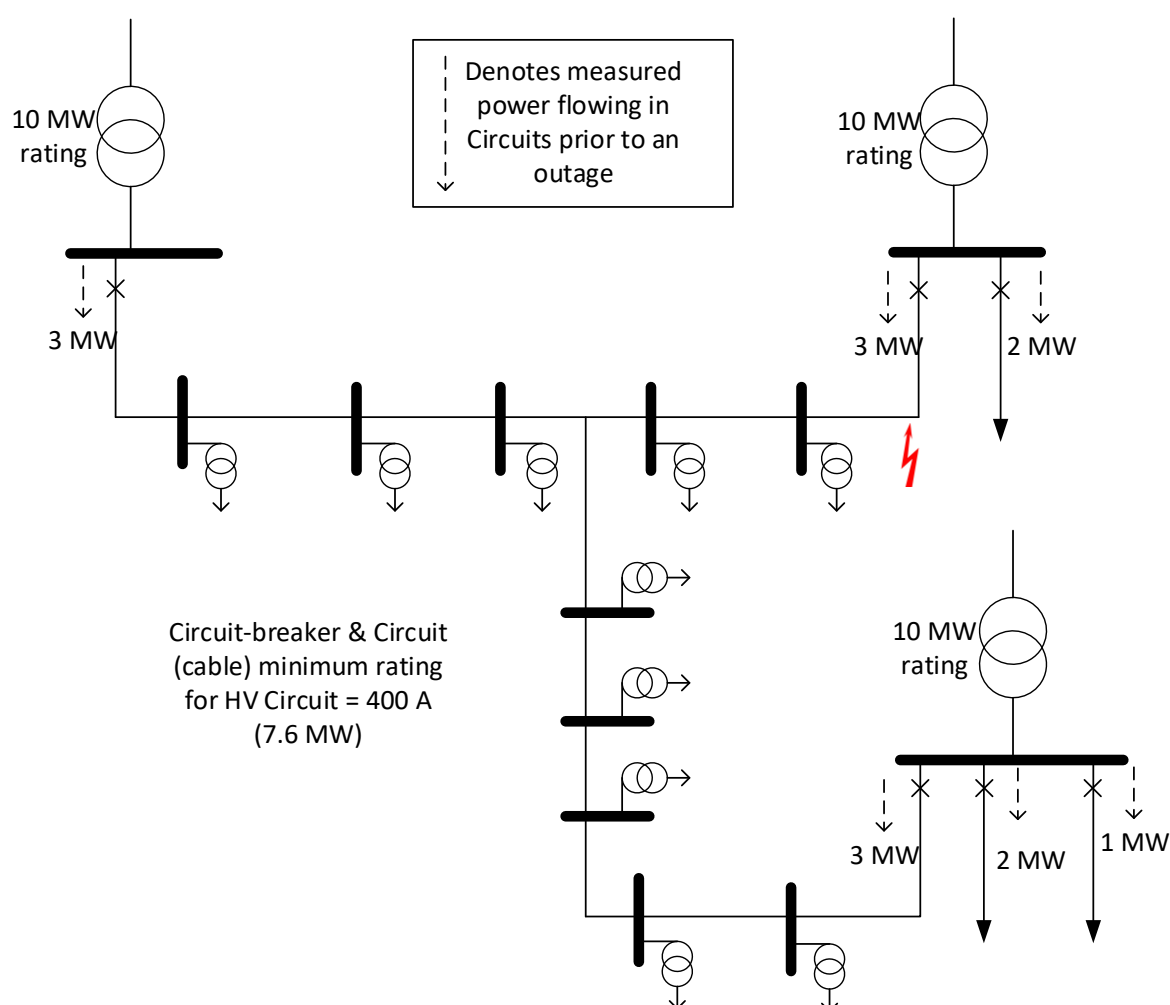 10 MW
rating
Denotes measured
power flowing in
Circuits prior to an
outage
10 MW
rating
3 MW
3 MW
2 MW
Circuit-breaker & Circuit
(cable) minimum rating
for HV Circuit = 400 A
(7.6 MW)
10 MW
rating
3 MW
2 MW
1 MW